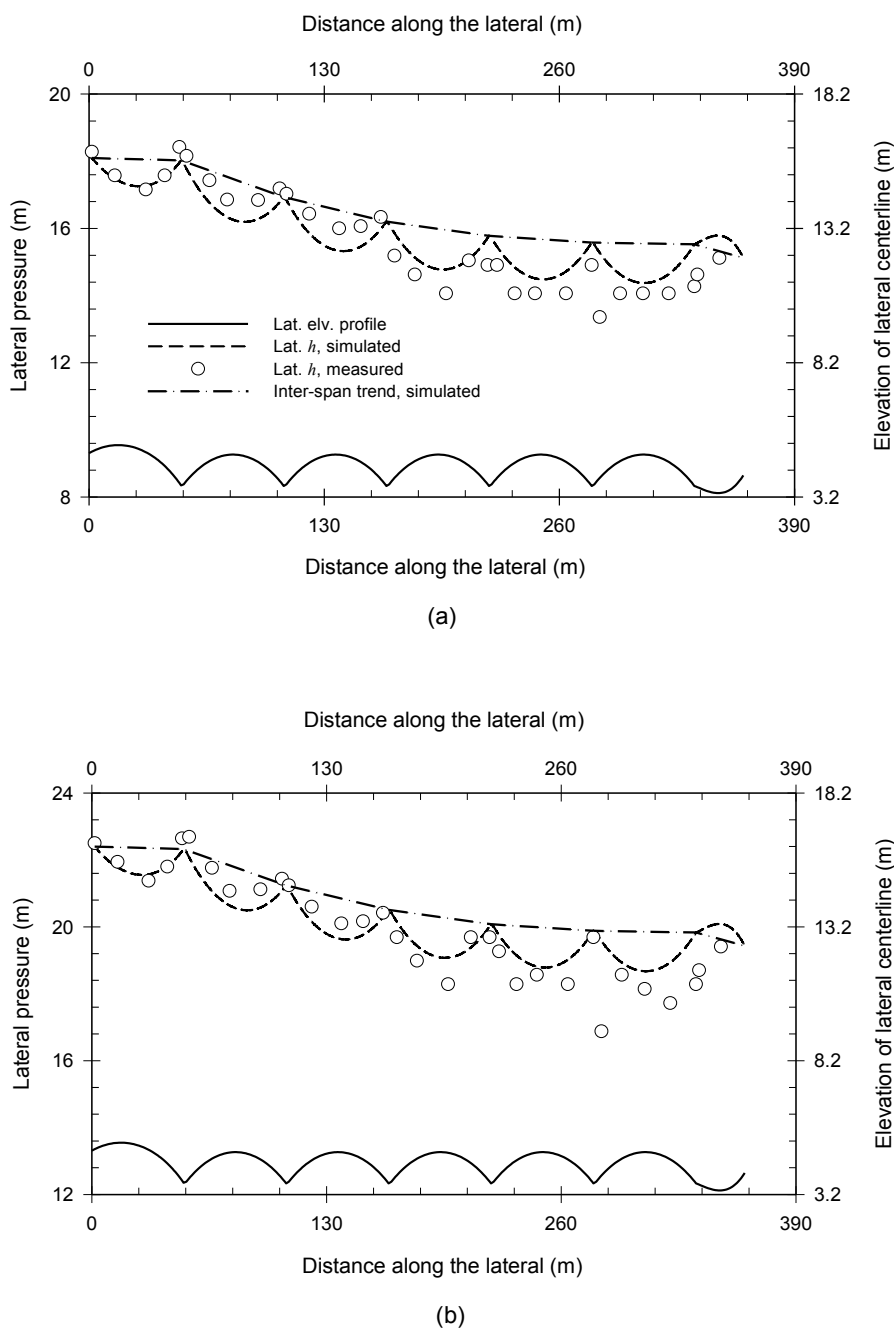 Distance along the lateral (m)
0 130 260 390
20 18.2
16 13.2
12 8.2
8 3.2
Lateral pressure (m)
Elevation of lateral centerline (m)
Lat. elv. profile
Lat. h, simulated
Lat. h, measured
Inter-span trend, simulated
0 130 260 390
Distance along the lateral (m)
(a)
Distance along the lateral (m)
0 130 260 390
24 18.2
20 13.2
16 8.2
12 3.2
Lateral pressure (m)
Elevation of lateral centerline (m)
0 130 260 390
Distance along the lateral (m)
(b)